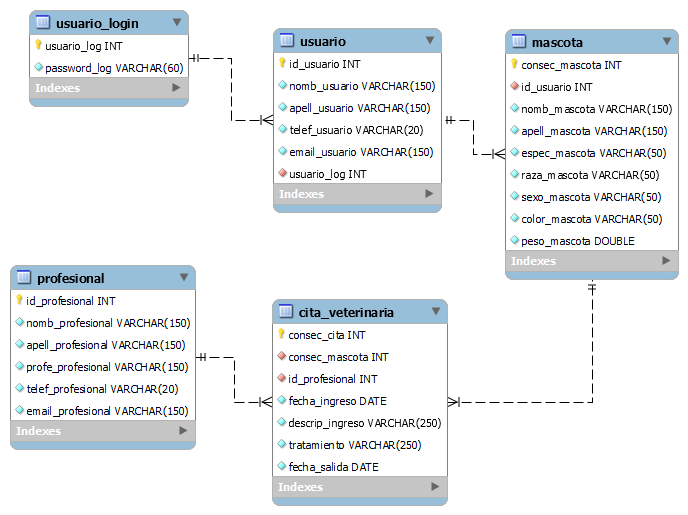 usuario_login
usuario_log INT
password_log VARCHAR(60)
Indexes
usuario
id_usuario INT
nomb_usuario VARCHAR(150)
apell_usuario VARCHAR(150)
telef_usuario VARCHAR(20)
email_usuario VARCHAR(150)
usuario_log INT
Indexes
mascota
consec_mascota INT
id_usuario INT
nomb_mascota VARCHAR(150)
apell_mascota VARCHAR(150)
espec_mascota VARCHAR(50)
raza_mascota VARCHAR(50)
sexo_mascota VARCHAR(50)
color_mascota VARCHAR(50)
peso_mascota DOUBLE
Indexes
profesional
id_profesional INT
nomb_profesional VARCHAR(150)
apell_profesional VARCHAR(150)
profe_profesional VARCHAR(150)
telef_profesional VARCHAR(20)
email_profesional VARCHAR(150)
Indexes
cita_veterinaria
consec_cita INT
consec_mascota INT
id_profesional INT
fecha_ingreso DATE
descrip_ingreso VARCHAR(250)
tratamiento VARCHAR(250)
fecha_salida DATE
Indexes